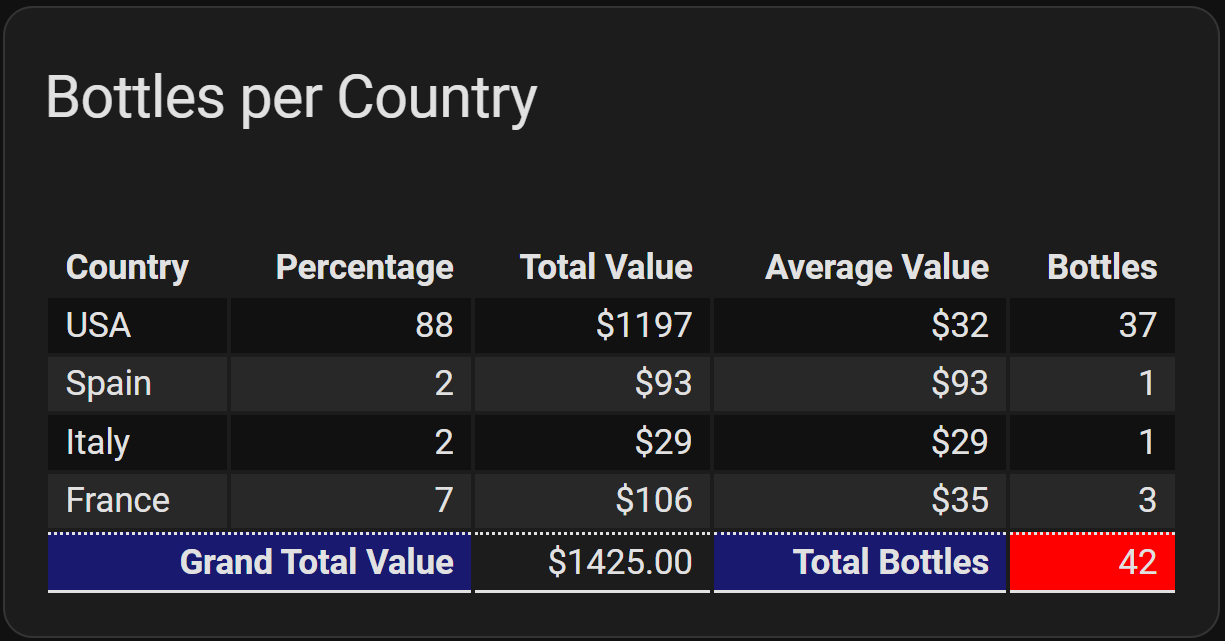 Bottles per Country
Country Percentage Total Value Average Value Bottles
USA 88 $1197 $32 37
Spain 2 $93 $93 1
Italy 2 $29 $29 1
France 7 $106 $35 3
Grand Total Value $1425.00 Total Bottles 42